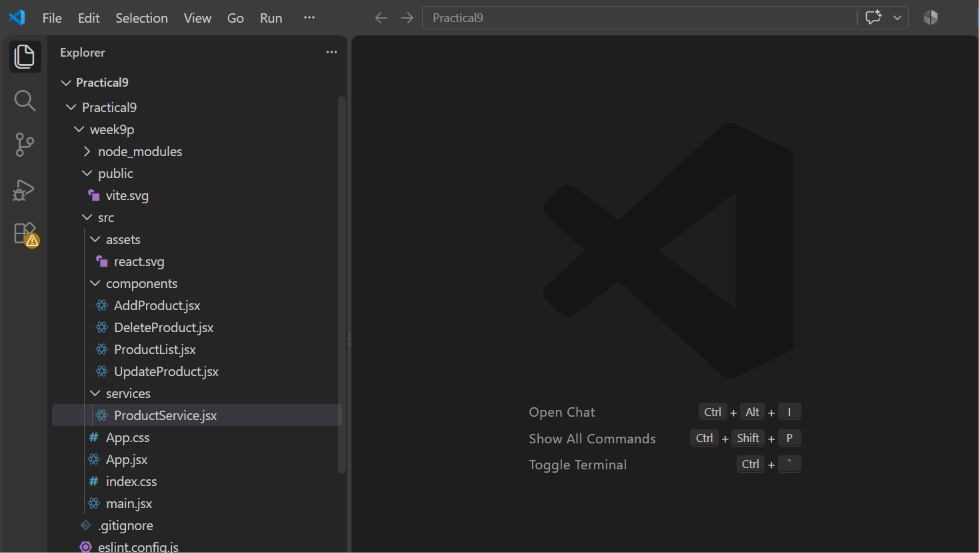 File Edit Selection View Go Run ···
Practical9
Explorer ···
Practical9
Practical9
week9p
node_modules
public
vite.svg
src
assets
react.svg
components
AddProduct.jsx
DeleteProduct.jsx
ProductList.jsx
UpdateProduct.jsx
services
ProductService.jsx
# App.css
App.jsx
# index.css
main.jsx
.gitignore
eslint.config.js
Open Chat Ctrl + Alt + I
Show All Commands Ctrl + Shift + P
Toggle Terminal Ctrl + `